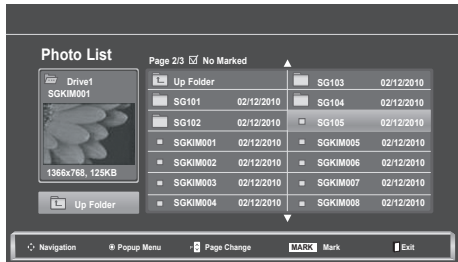 Photo List
Page 2/3 ☑ No Marked
Drive1
SGKIM001
1366x768, 125KB
Up Folder
Up Folder
SG101 02/12/2010
SG102 02/12/2010
SGKIM001 02/12/2010
SGKIM002 02/12/2010
SGKIM003 02/12/2010
SGKIM004 02/12/2010
SG103 02/12/2010
SG104 02/12/2010
SG105 02/12/2010
SGKIM005 02/12/2010
SGKIM006 02/12/2010
SGKIM007 02/12/2010
SGKIM008 02/12/2010
Navigation Popup Menu Page Change MARK Mark Exit